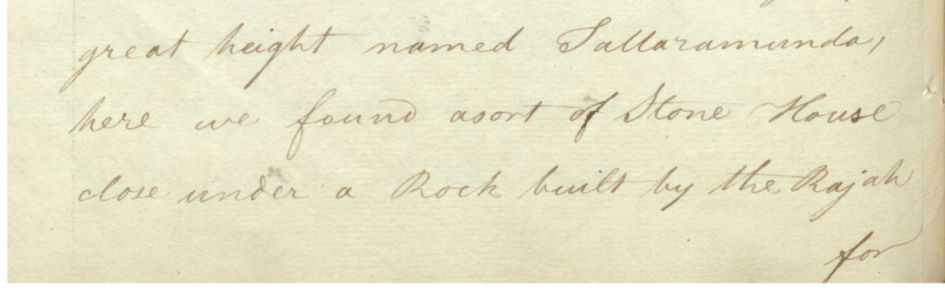 great height named Sallaramunda,
here we found asort of Stone House
close under a Rock built by the Rajah
for